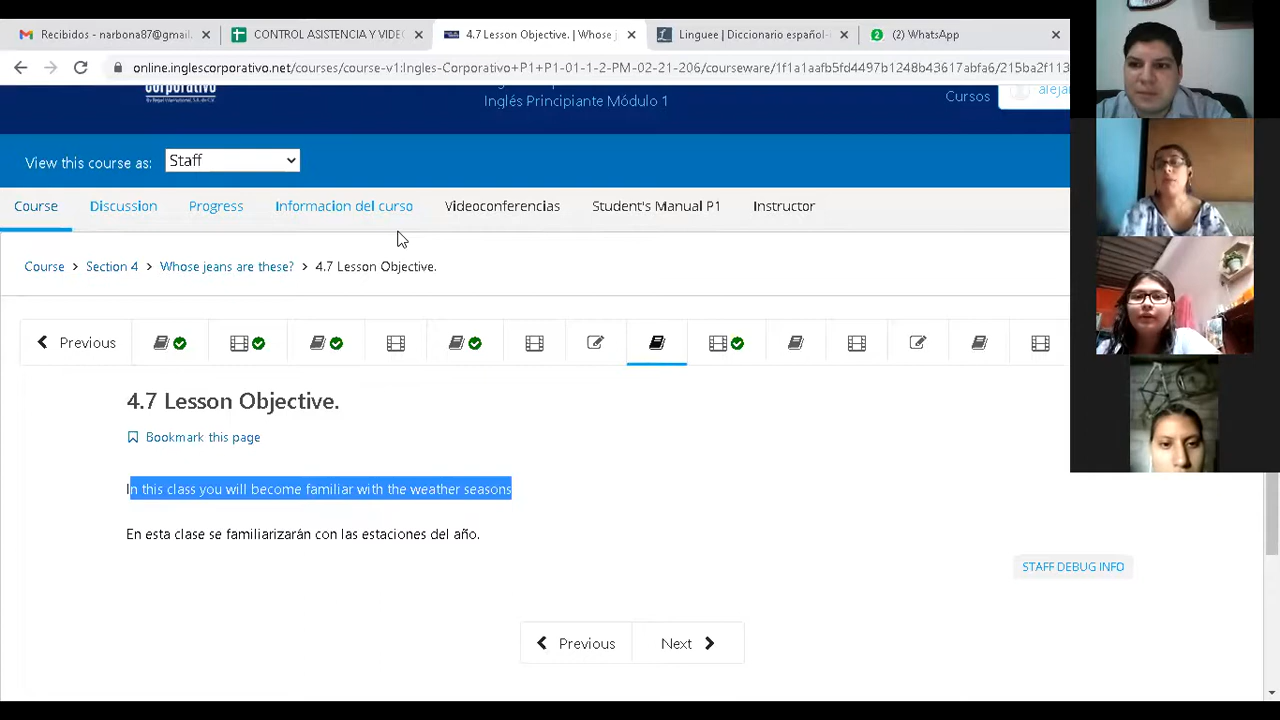 Recibidos - narbona87@gmail.
CONTROL ASISTENCIA Y VIDE
4.7 Lesson Objective. | Whose j
Linguee | Diccionario español-
(2) WhatsApp
online.inglescorporativo.net/courses/course-v1:Ingles-Corporativo+P1+P1-01-1-2-PM-02-21-206/courseware/1f1a1aafb5fd4497b1248b43617abfa6/215ba2f113
corporativo
Inglés Principiante Módulo 1
Cursos
View this course as:
Staff
Course
Discussion
Progress
Informacion del curso
Videoconferencias
Student's Manual P1
Instructor
Course > Section 4 > Whose jeans are these? > 4.7 Lesson Objective.
Previous
4.7 Lesson Objective.
Bookmark this page
In this class you will become familiar with the weather seasons
En esta clase se familiarizarán con las estaciones del año.
STAFF DEBUG INFO
Previous
Next